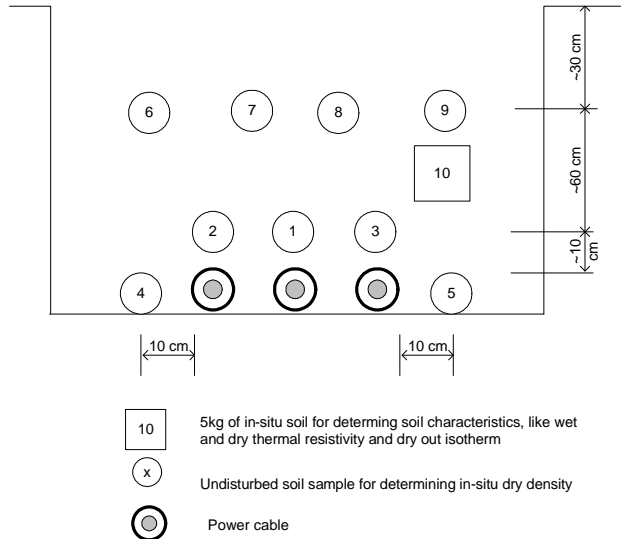 ~30 cm
6
7
8
9
10
~60 cm
2
1
3
~10
cm
4
5
10 cm
10 cm
10
5kg of in-situ soil for determing soil characteristics, like wet
and dry thermal resistivity and dry out isotherm
x
Undisturbed soil sample for determining in-situ dry density
Power cable